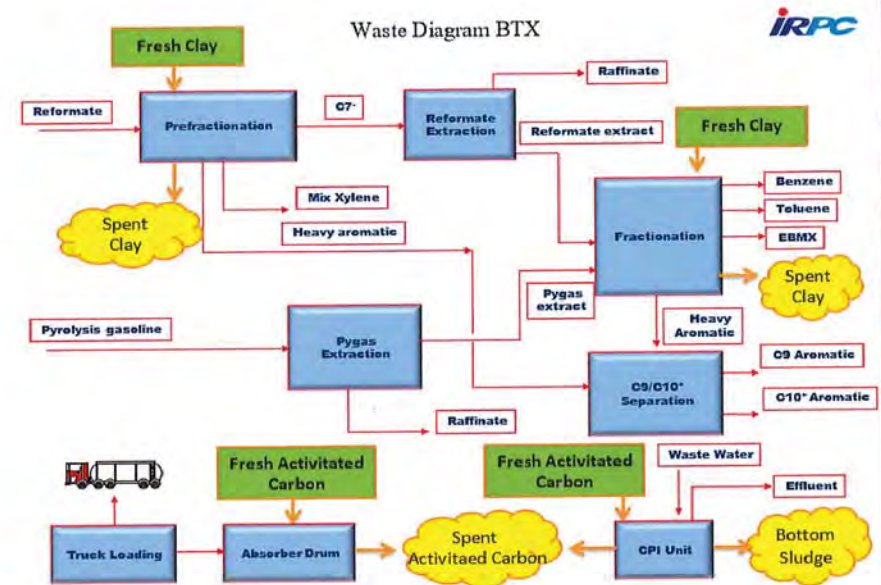 Waste Diagram BTX
IRPC
Fresh Clay
Reformate
Prefractionation
C7-
Reformate
Extraction
Raffinate
Reformate extract
Fresh Clay
Mix Xylene
Heavy aromatic
Spent
Clay
Fractionation
Benzene
Toluene
EBMX
Spent
Clay
Pyrolysis gasoline
Pygas
Extraction
Pygas
extract
Heavy
Aromatic
C9/C10+
Separation
C9 Aromatic
C10+ Aromatic
Raffinate
Fresh Activitated
Carbon
Fresh Activitated
Carbon
Waste Water
Effluent
Truck Loading
Absorber Drum
Spent
Activitaed Carbon
CPI Unit
Bottom
Sludge